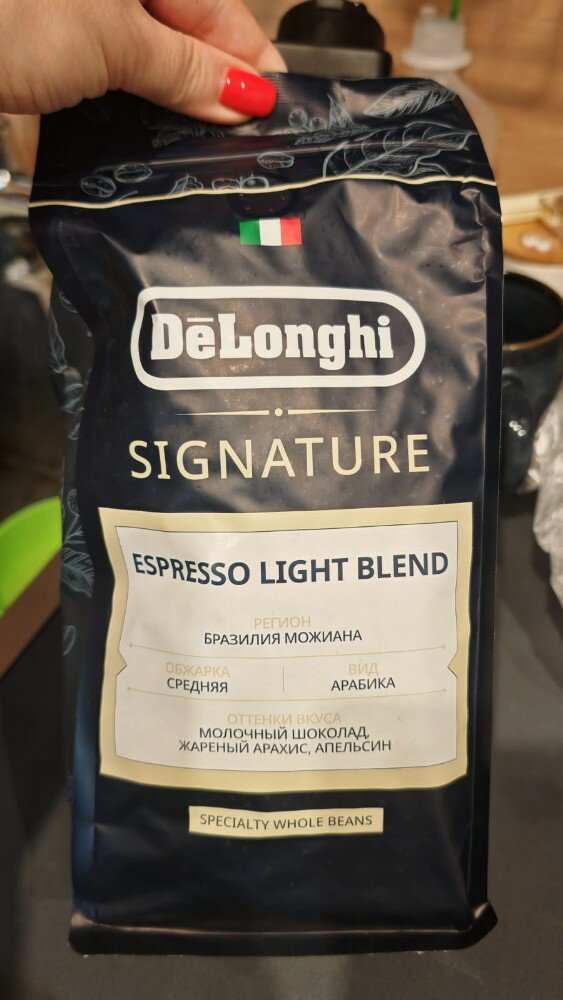 DēLonghi
SIGNATURE
ESPRESSO LIGHT BLEND
РЕГИОН
БРАЗИЛИЯ МОЖИАНА
ОБЖАРКА ВИД
СРЕДНЯЯ АРАБИКА
ОТТЕНКИ ВКУСА
МОЛОЧНЫЙ ШОКОЛАД,
ЖАРЕНЫЙ АРАХИС, АПЕЛЬСИН
SPECIALTY WHOLE BEANS